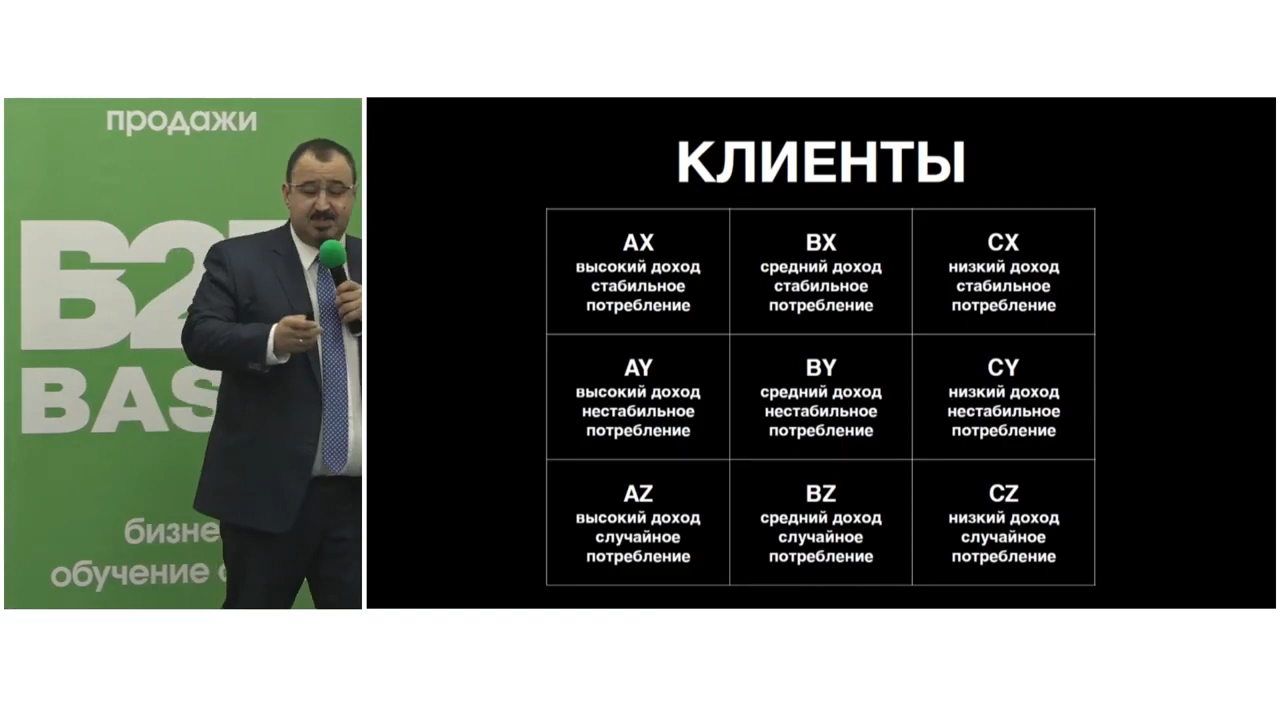 продажи
B2
BAS
бизне
обучение
КЛИЕНТЫ
AX
высокий доход
стабильное
потребление
BX
средний доход
стабильное
потребление
CX
низкий доход
стабильное
потребление
AY
высокий доход
нестабильное
потребление
BY
средний доход
нестабильное
потребление
CY
низкий доход
нестабильное
потребление
AZ
высокий доход
случайное
потребление
BZ
средний доход
случайное
потребление
CZ
низкий доход
случайное
потребление